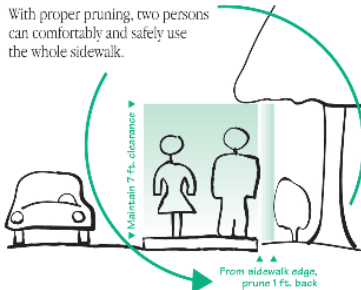 With proper pruning, two persons
can comfortably and safely use
the whole sidewalk.
Maintain 7 ft. clearance
From sidewalk edge,
prune 1 ft. back